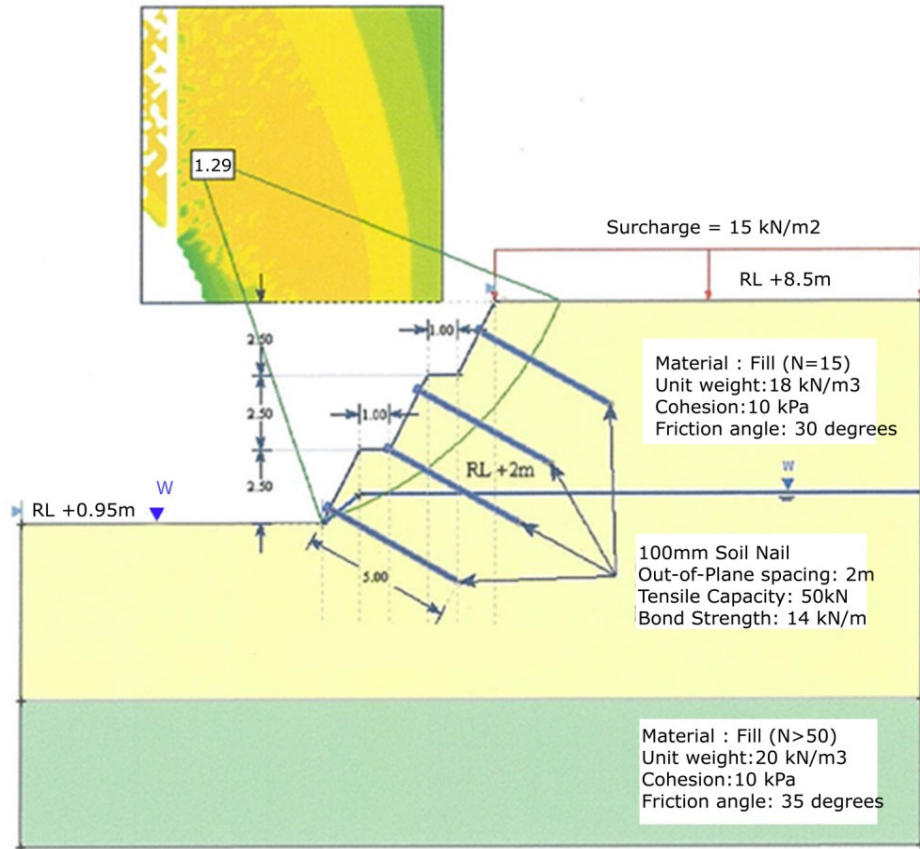 1.29
Surcharge = 15 kN/m2
RL +8.5m
1.00
2.50
Material : Fill (N=15)
Unit weight:18 kN/m3
Cohesion:10 kPa
Friction angle: 30 degrees
1.00
2.50
RL +2m
W
2.50
W
RL +0.95m
100mm Soil Nail
Out-of-Plane spacing: 2m
Tensile Capacity: 50kN
Bond Strength: 14 kN/m
5.00
Material : Fill (N>50)
Unit weight:20 kN/m3
Cohesion:10 kPa
Friction angle: 35 degrees